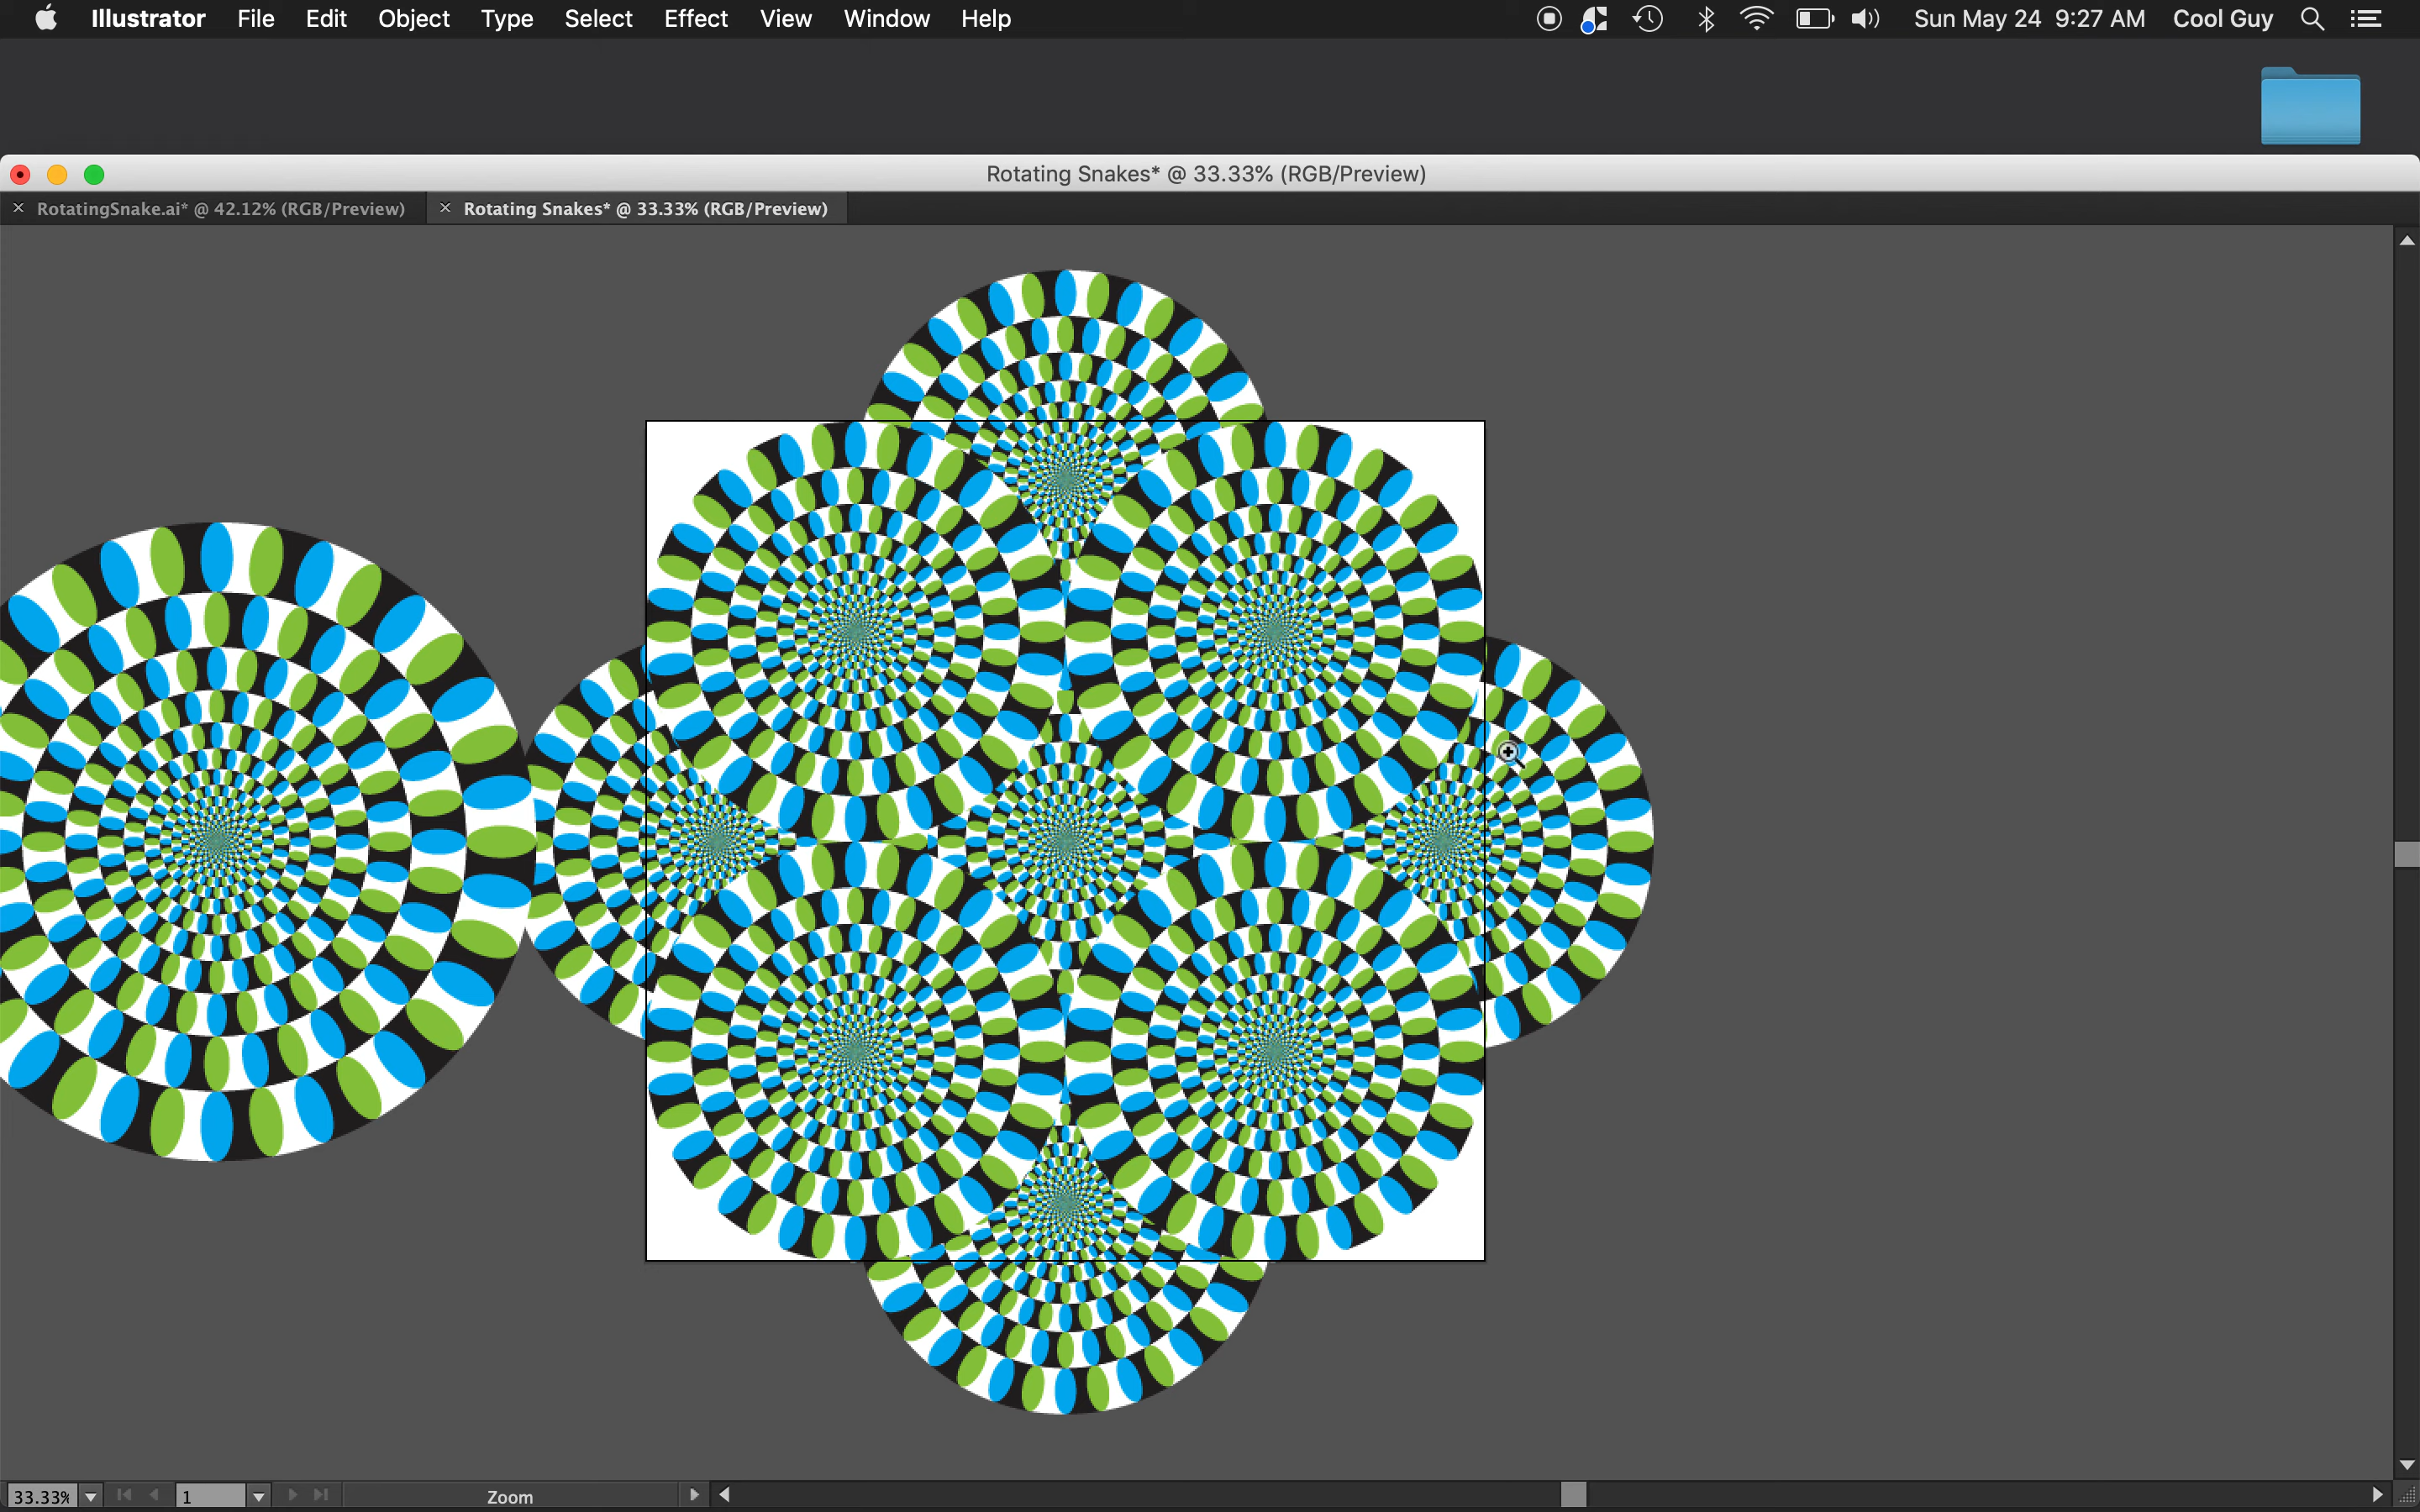 Illustrator File Edit Object Type Select Effect View Window Help Sun May 24 9:27 AM Cool Guy
Rotating Snakes* @ 33.33% (RGB/Preview)
RotatingSnake.ai* @ 42.12% (RGB/Preview) Rotating Snakes* @ 33.33% (RGB/Preview)
33.33% 1 Zoom